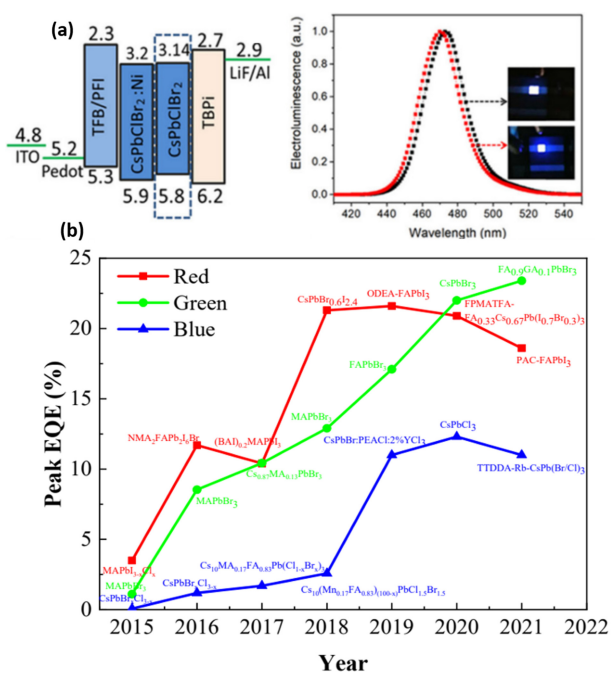 (a)
2.3
3.2
3.14
2.7
2.9
LiF/Al
TFB/PFI
CsPbClBr₂:Ni
CsPbClBr₂
TBPi
4.8
ITO
5.2
Pedot
5.3
5.9
5.8
6.2
Electroluminescence (a.u.)
1.0
0.8
0.6
0.4
0.2
0.0
420
440
460
480
500
520
540
Wavelength (nm)
(b)
Peak EQE (%)
25
20
15
10
5
0
Red
Green
Blue
MAPbI₃₋ₓClₓ
NMA₂FAPb₂I₆Br
(BAI)₀.₂MAPbI₃
CsPbBr₀.₆I₂.₄
ODEA-FAPbI₃
FPMATFA-
FA₀.₃₃Cs₀.₆₇Pb(I₀.₇Br₀.₃)₃
PAC-FAPbI₃
MAPbBr₃
MAPbBr₃
MAPbBr₃
FAPbBr₃
CsPbBr₃
FA₀.₉GA₀.₁PbBr₃
CsPbBrₓCl₃₋ₓ
Cs₁₀MA₀.₁₇FA₀.₈₃Pb(Cl₁₋ₓBrₓ)₃
Cs₁₀(Mn₀.₁₇FA₀.₈₃)₍₁₀₀₋ₓ₎PbCl₁.₅Br₁.₅
CsPbBr:PEACl:2%YCl₃
CsPbCl₃
TTDDA-Rb-CsPb(Br/Cl)₃
2015
2016
2017
2018
2019
2020
2021
2022
Year